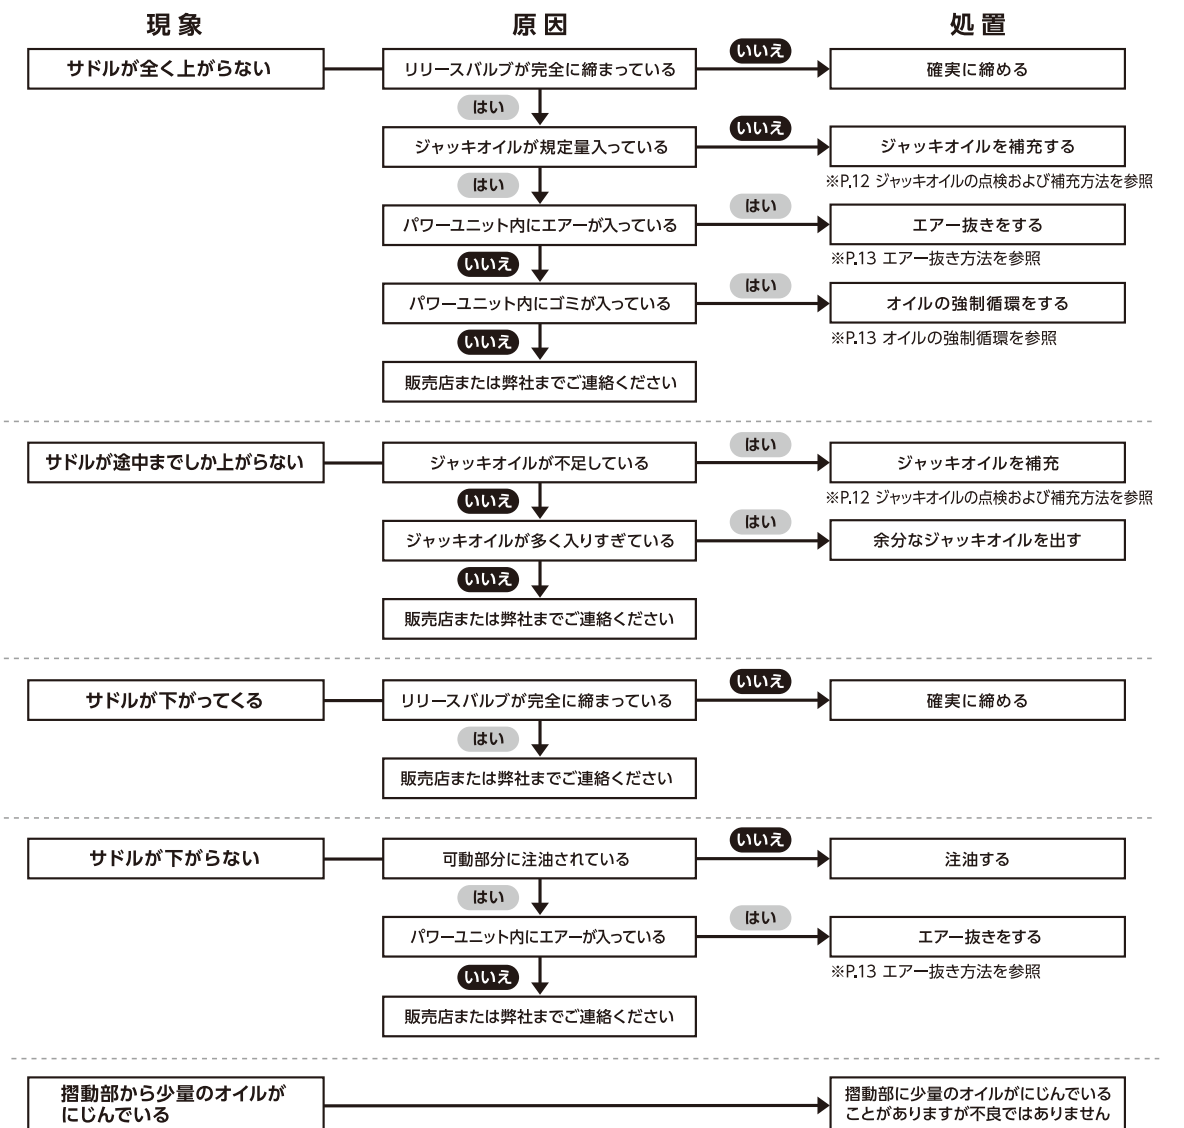 現象 原因 処置
サドルが全く上がらない リリースバルブが完全に締まっている いいえ 確実に締める
はい
ジャッキオイルが規定量入っている いいえ ジャッキオイルを補充する
※P.12 ジャッキオイルの点検および補充方法を参照
はい
パワーユニット内にエアーが入っている はい エアー抜きをする
※P.13 エアー抜き方法を参照
いいえ
パワーユニット内にゴミが入っている はい オイルの強制循環をする
※P.13 オイルの強制循環を参照
いいえ
販売店または弊社までご連絡ください
サドルが途中までしか上がらない ジャッキオイルが不足している はい ジャッキオイルを補充
※P.12 ジャッキオイルの点検および補充方法を参照
いいえ
ジャッキオイルが多く入りすぎている はい 余分なジャッキオイルを出す
いいえ
販売店または弊社までご連絡ください
サドルが下がってくる リリースバルブが完全に締まっている いいえ 確実に締める
はい
販売店または弊社までご連絡ください
サドルが下がらない 可動部分に注油されている いいえ 注油する
はい
パワーユニット内にエアーが入っている はい エアー抜きをする
※P.13 エアー抜き方法を参照
いいえ
販売店または弊社までご連絡ください
摺動部から少量のオイルが
にじんでいる
摺動部に少量のオイルがにじんでいる
ことがありますが不良ではありません